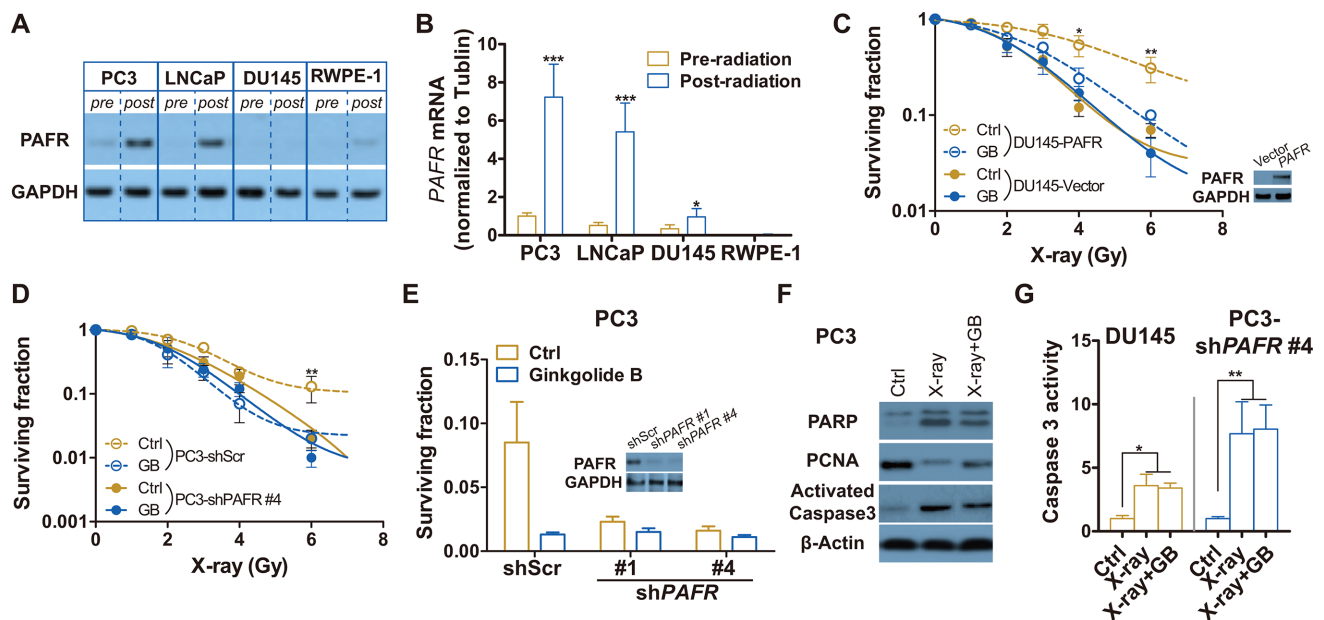 A
PC3 LNCaP DU145 RWPE-1
pre post pre post pre post pre post
PAFR
GAPDH
B
PAFR mRNA
(normalized to Tublin)
10
8
6
4
2
0
Pre-radiation
Post-radiation
*** *** *
PC3 LNCaP DU145 RWPE-1
C
Surviving fraction
1
0.1
0.01
* **
Ctrl
GB
DU145-PAFR
Ctrl
GB
DU145-Vector
0 2 4 6 8
X-ray (Gy)
Vector PAFR
PAFR
GAPDH
D
Surviving fraction
1
0.1
0.01
0.001
**
Ctrl
GB
PC3-shScr
Ctrl
GB
PC3-shPAFR #4
0 2 4 6 8
X-ray (Gy)
E
PC3
Surviving fraction
0.15
0.10
0.05
0.00
Ctrl
Ginkgolide B
shScr shPAFR #1 shPAFR #4
PAFR
GAPDH
shScr #1 #4
shPAFR
F
PC3
Ctrl X-ray X-ray+GB
PARP
PCNA
Activated
Caspase3
β-Actin
G
DU145
PC3-
shPAFR #4
Caspase 3 activity
15
10
5
0
* **
Ctrl X-ray X-ray+GB Ctrl X-ray X-ray+GB